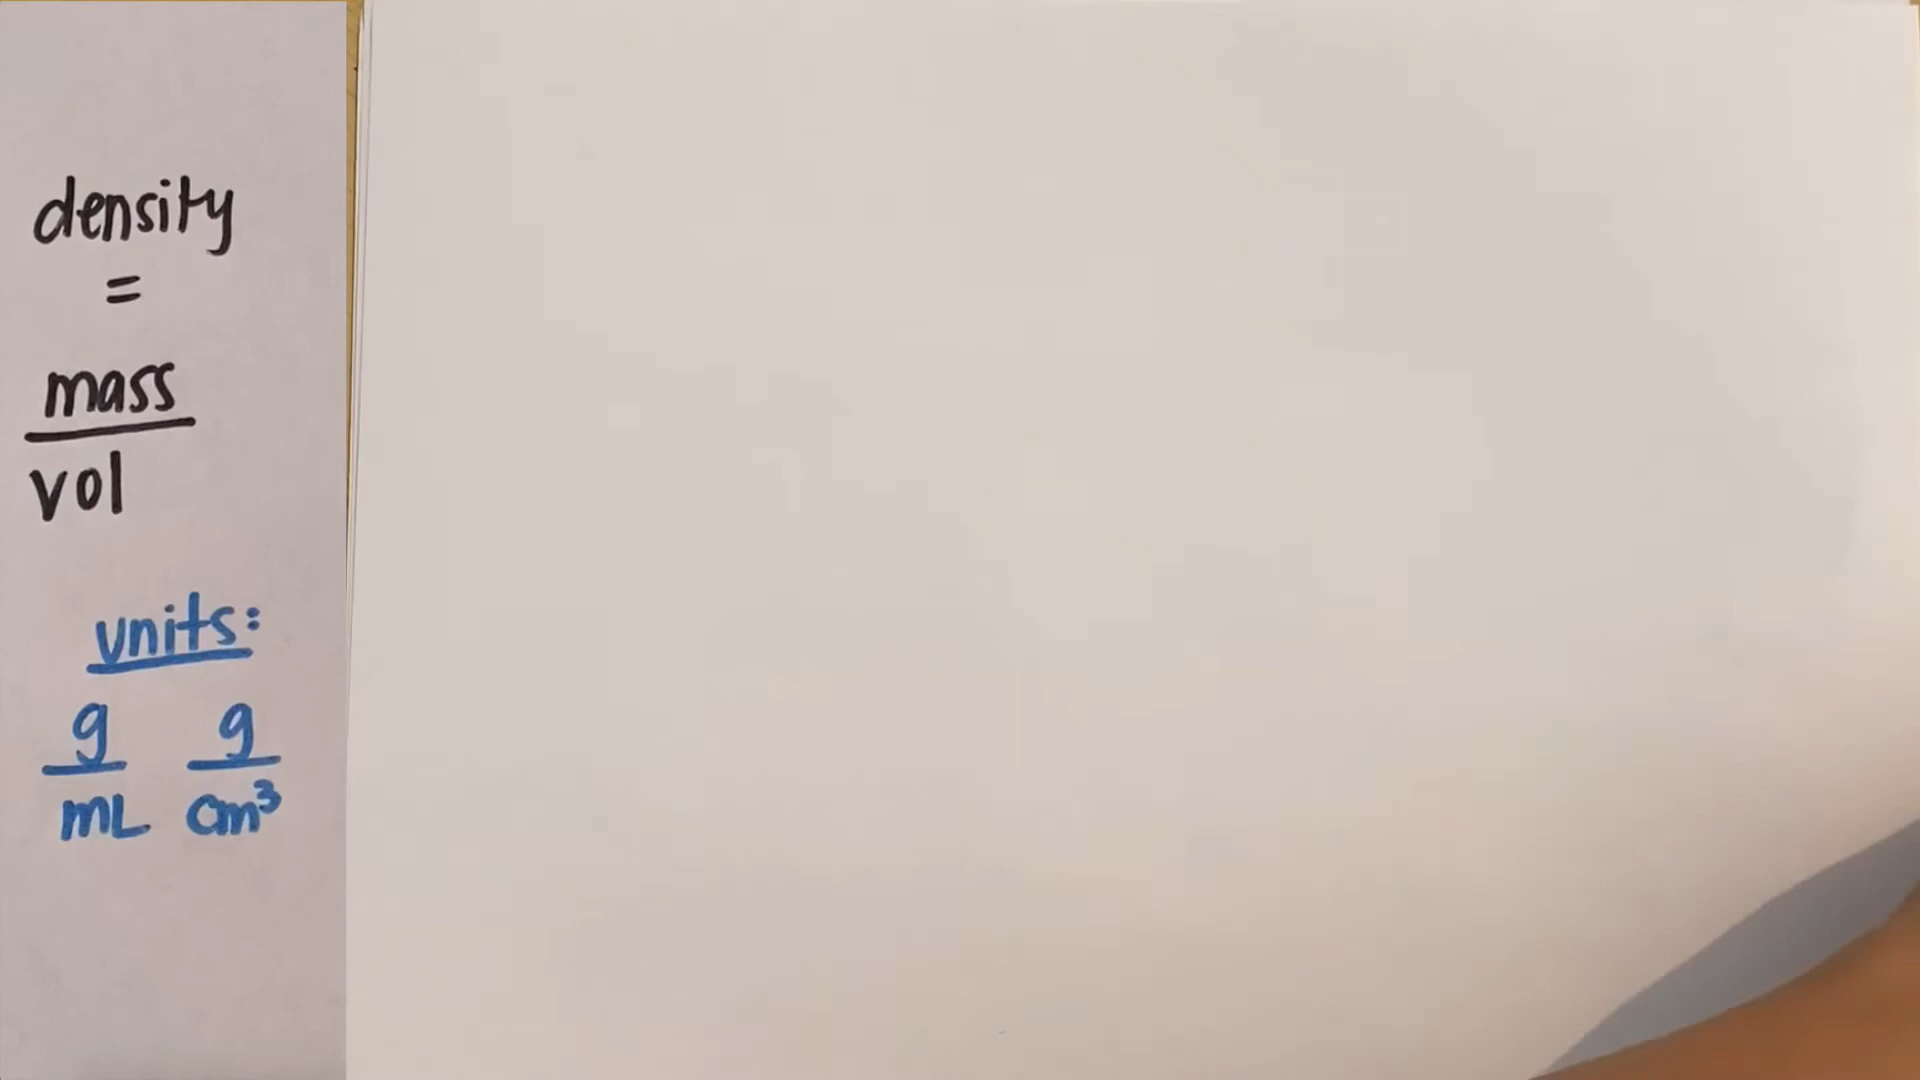 density
=
mass
vol
units:
g g
mL cm³